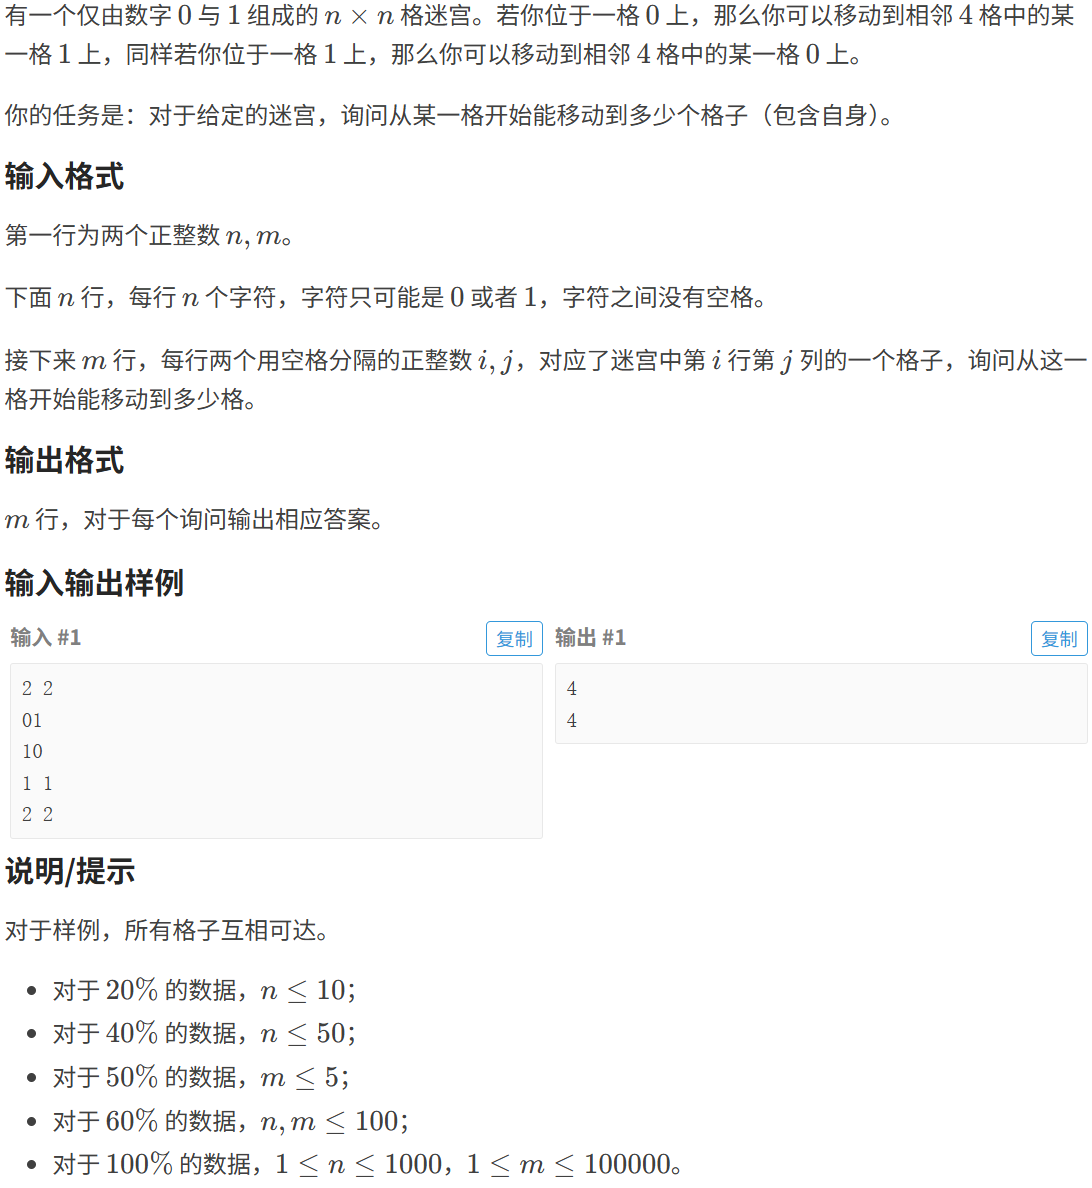 有一个仅由数字 0 与 1 组成的 n × n 格迷宫。若你位于一格 0 上，那么你可以移动到相邻 4 格中的某
一格 1 上，同样若你位于一格 1 上，那么你可以移动到相邻 4 格中的某一格 0 上。
你的任务是：对于给定的迷宫，询问从某一格开始能移动到多少个格子（包含自身）。
输入格式
第一行为两个正整数 n, m。
下面 n 行，每行 n 个字符，字符只可能是 0 或者 1，字符之间没有空格。
接下来 m 行，每行两个用空格分隔的正整数 i, j，对应了迷宫中第 i 行第 j 列的一个格子，询问从这一
格开始能移动到多少格。
输出格式
m 行，对于每个询问输出相应答案。
输入输出样例
输入 #1
复制
2 2
01
10
1 1
2 2
输出 #1
复制
4
4
说明/提示
对于样例，所有格子互相可达。
• 对于 20% 的数据，n ≤ 10；
• 对于 40% 的数据，n ≤ 50；
• 对于 50% 的数据，m ≤ 5；
• 对于 60% 的数据，n, m ≤ 100；
• 对于 100% 的数据，1 ≤ n ≤ 1000，1 ≤ m ≤ 100000。